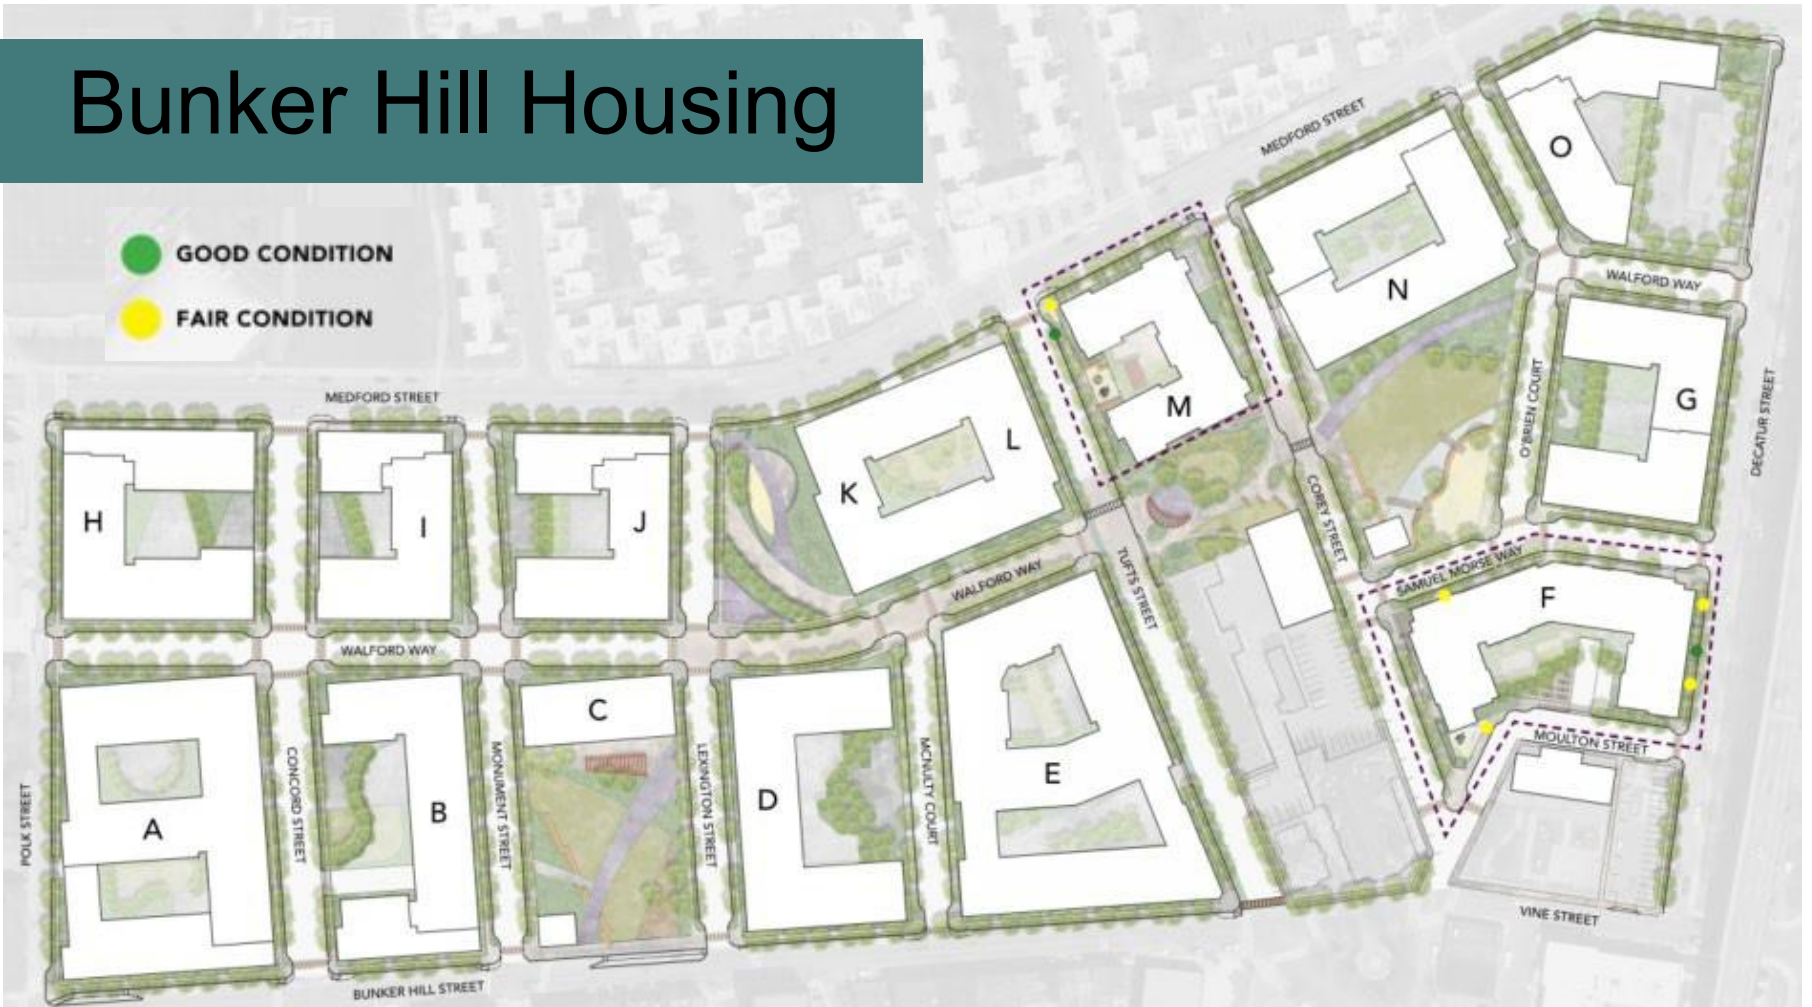 Bunker Hill Housing
GOOD CONDITION
FAIR CONDITION
MEDFORD STREET
MEDFORD STREET
O
WALFORD WAY
N
G
M
O'BRIEN COURT
DECATUR STREET
L
K
H
I
J
COREY STREET
TUFTS STREET
WALFORD WAY
SAMUEL MORSE WAY
F
WALFORD WAY
C
MOULTON STREET
E
D
B
A
POLK STREET
CONCORD STREET
MONUMENT STREET
LEXINGTON STREET
MCNULTY COURT
VINE STREET
BUNKER HILL STREET